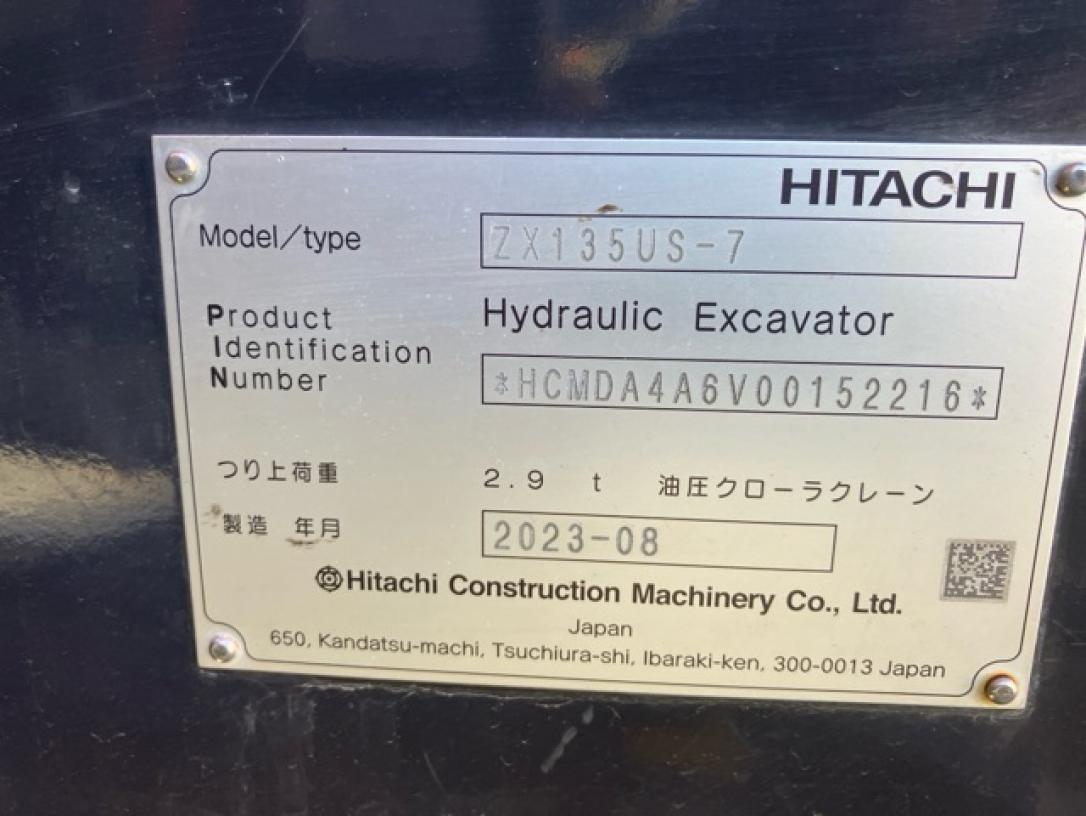 HITACHI
Model/type ZX135US-7
Product Identification Number
Hydraulic Excavator
*HCMDA4A6V00152216*
つり上荷重 2.9 t 油圧クローラクレーン
製造 年月 2023-08
Hitachi Construction Machinery Co., Ltd.
Japan
650, Kandatsu-machi, Tsuchiura-shi, Ibaraki-ken, 300-0013 Japan